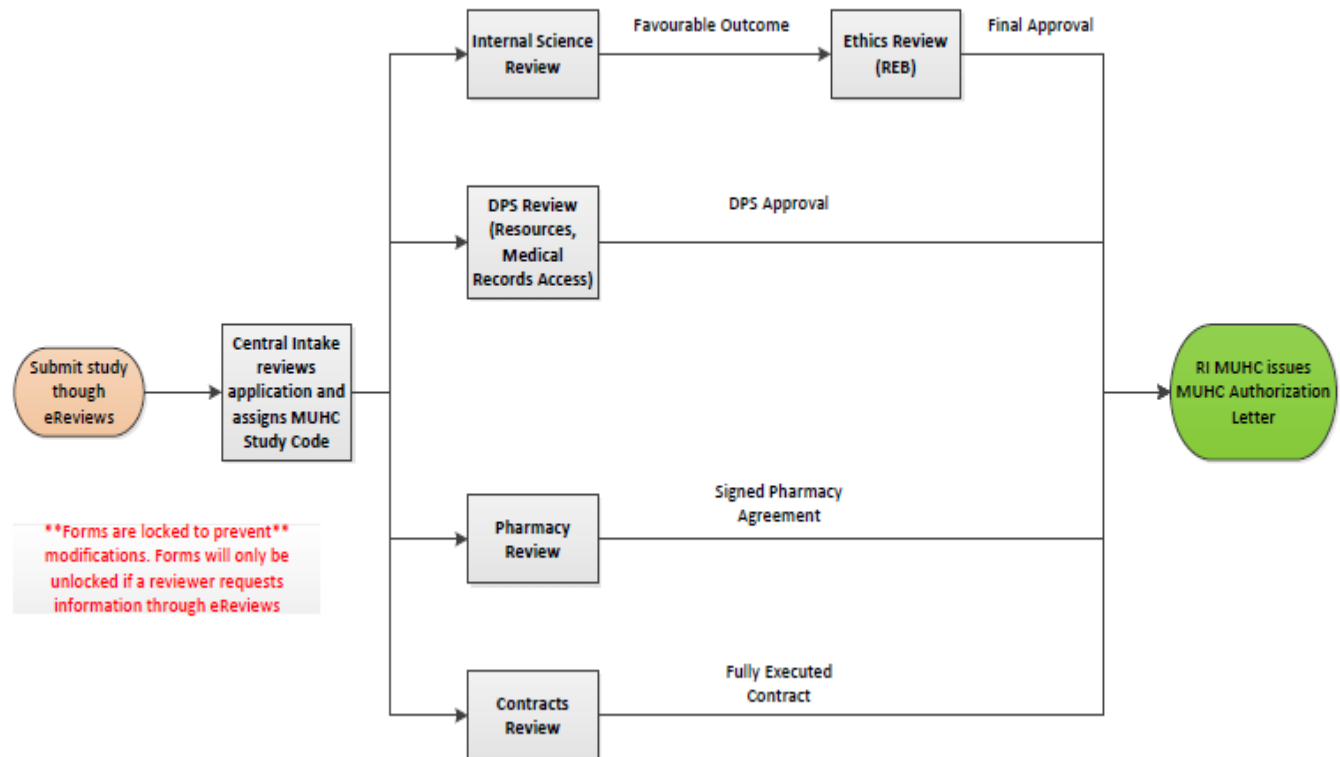 Internal Science
Review
Favourable Outcome
Ethics Review
(REB)
Final Approval
DPS Review
(Resources,
Medical
Records Access)
DPS Approval
Submit study
though
eReviews
Central Intake
reviews
application and
assigns MUHC
Study Code
RI MUHC issues
MUHC Authorization
Letter
**Forms are locked to prevent**
modifications. Forms will only be
unlocked if a reviewer requests
information through eReviews
Pharmacy
Review
Signed Pharmacy
Agreement
Contracts
Review
Fully Executed
Contract